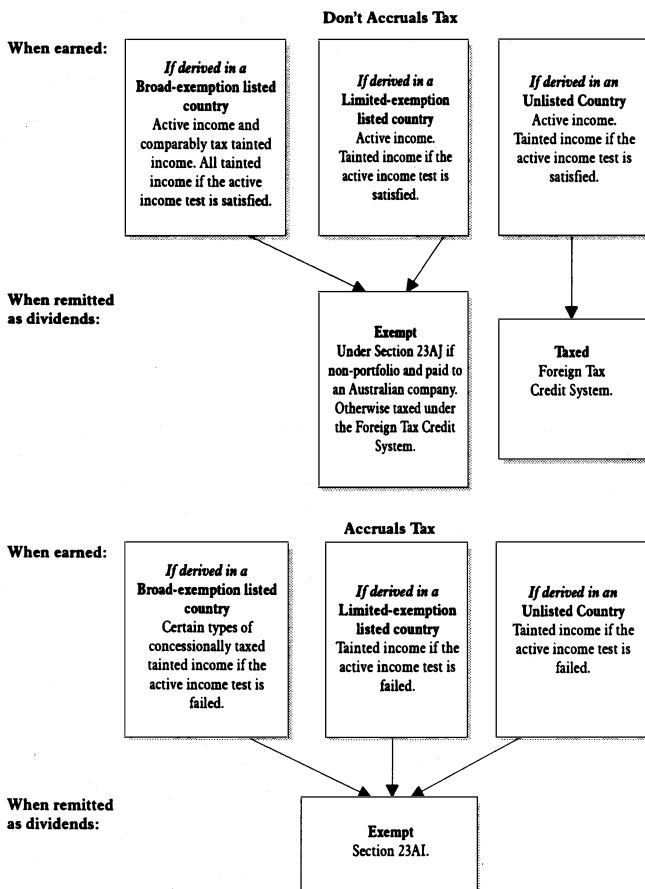 Don't Accruals Tax
When earned:
If derived in a
Broad-exemption listed
country
Active income and
comparably tax tainted
income. All tainted
income if the active
income test is satisfied.
If derived in a
Limited-exemption
listed country
Active income.
Tainted income if the
active income test is
satisfied.
If derived in an
Unlisted Country
Active income.
Tainted income if the
active income test is
satisfied.
When remitted
as dividends:
Exempt
Under Section 23AJ if
non-portfolio and paid to
an Australian company.
Otherwise taxed under
the Foreign Tax Credit
System.
Taxed
Foreign Tax
Credit System.
Accruals Tax
When earned:
If derived in a
Broad-exemption listed
country
Certain types of
concessionally taxed
tainted income if the
active income test is
failed.
If derived in a
Limited-exemption
listed country
Tainted income if the
active income test is
failed.
If derived in an
Unlisted Country
Tainted income if the
active income test is
failed.
When remitted
as dividends:
Exempt
Section 23AI.